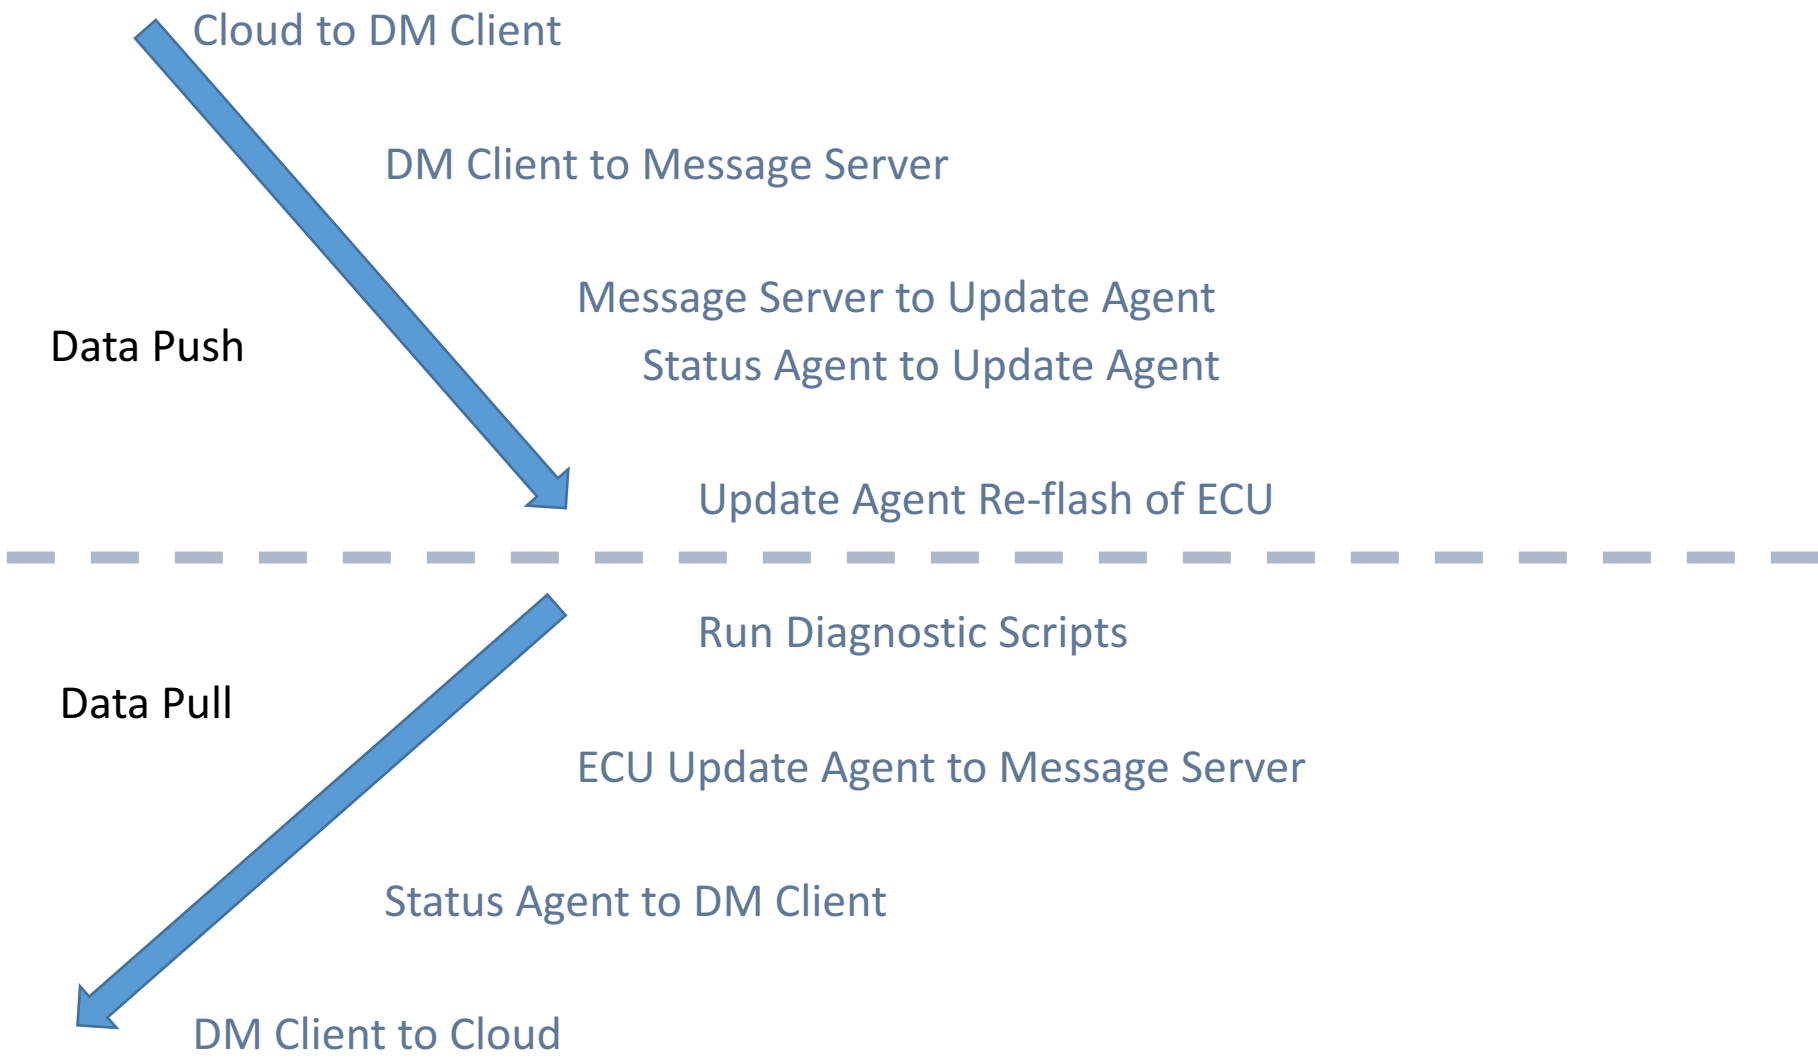 Cloud to DM Client
DM Client to Message Server
Message Server to Update Agent
Data Push
Status Agent to Update Agent
Update Agent Re-flash of ECU
Run Diagnostic Scripts
Data Pull
ECU Update Agent to Message Server
Status Agent to DM Client
DM Client to Cloud